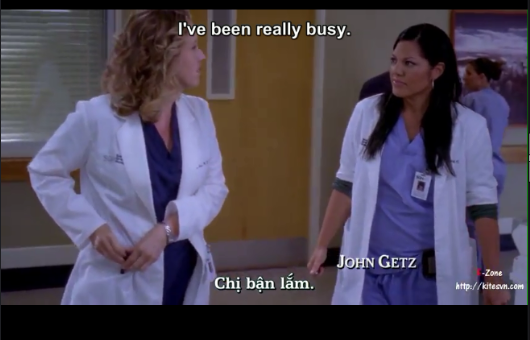 I've been really busy.
JOHN GETZ
Chị bận lắm.
-Zone
http://kitesvn.com